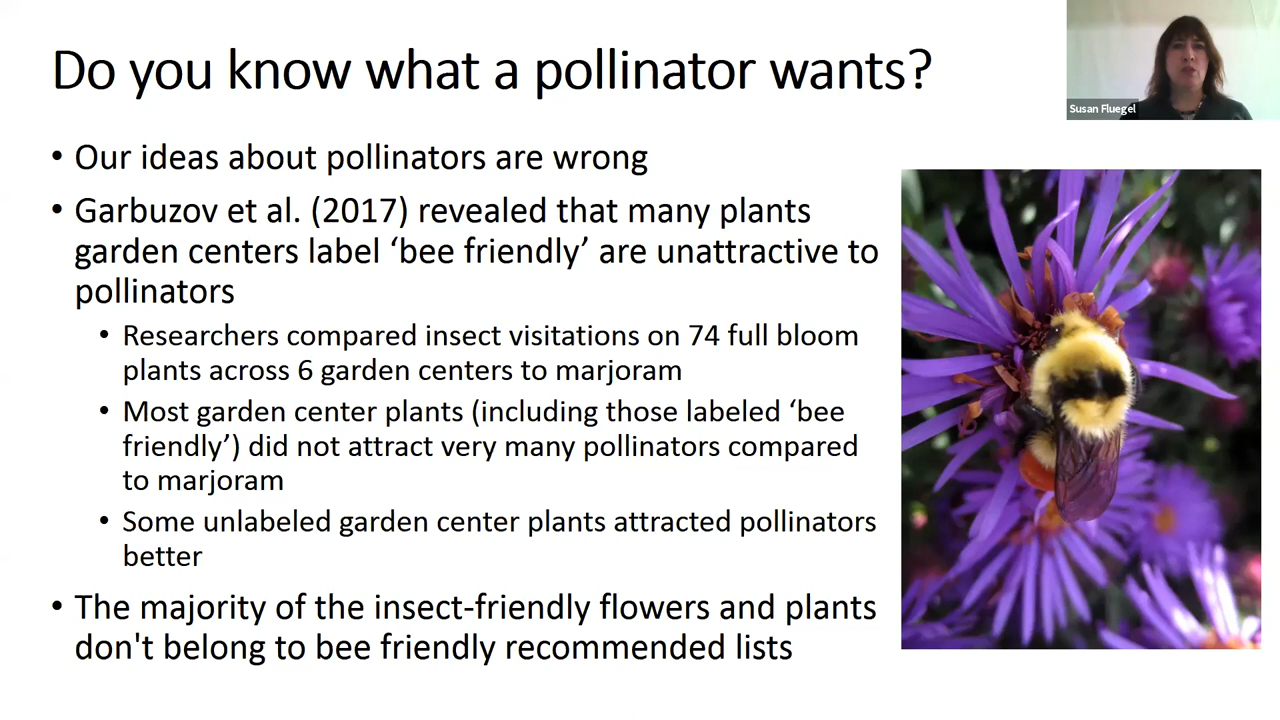 Do you know what a pollinator wants?
Susan Fluegel
• Our ideas about pollinators are wrong
• Garbuzov et al. (2017) revealed that many plants
garden centers label ‘bee friendly’ are unattractive to
pollinators
• Researchers compared insect visitations on 74 full bloom
plants across 6 garden centers to marjoram
• Most garden center plants (including those labeled ‘bee
friendly’) did not attract very many pollinators compared
to marjoram
• Some unlabeled garden center plants attracted pollinators
better
• The majority of the insect-friendly flowers and plants
don't belong to bee friendly recommended lists